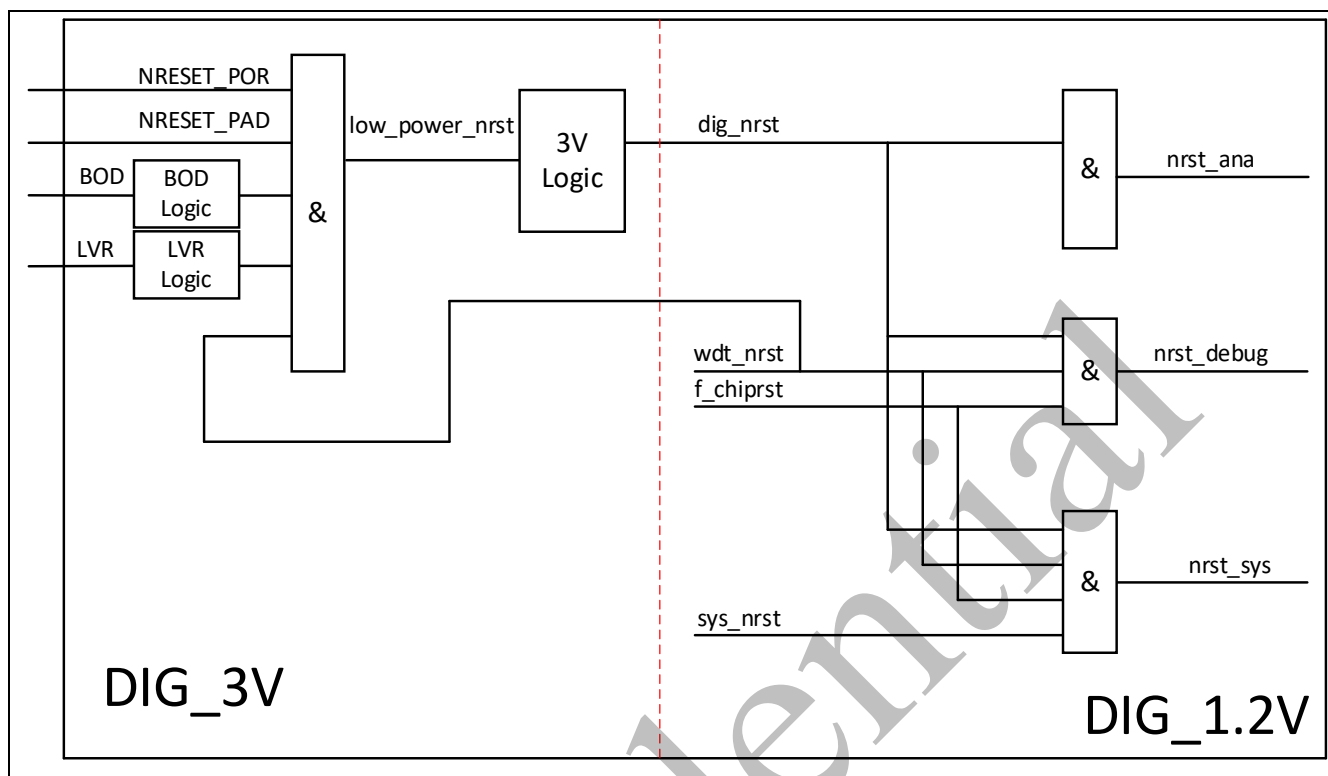 NRESET_POR
NRESET_PAD
BOD
BOD
Logic
LVR
LVR
Logic
&
low_power_nrst
3V
Logic
dig_nrst
&
nrst_ana
wdt_nrst
f_chiprst
&
nrst_debug
sys_nrst
&
nrst_sys
DIG_3V
DIG_1.2V